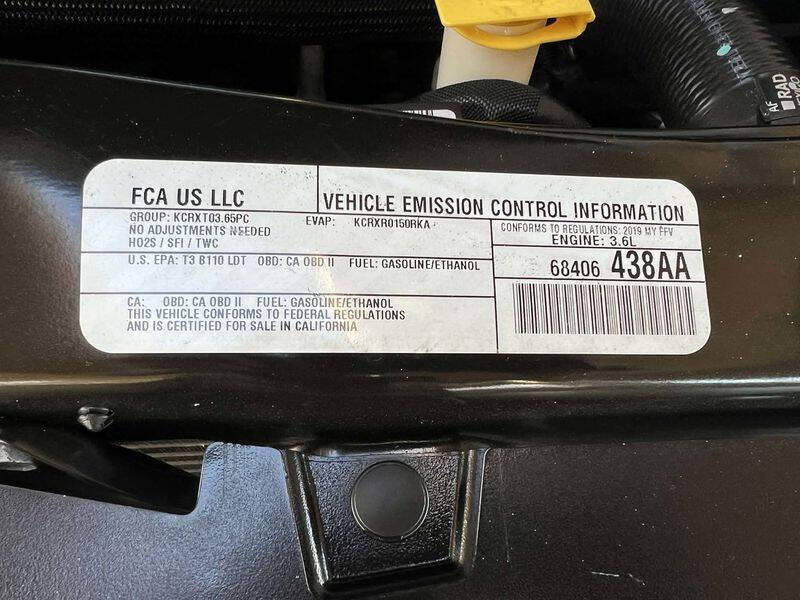 FCA US LLC
VEHICLE EMISSION CONTROL INFORMATION
GROUP: KCRXT03.65PC EVAP: KCRXR0150RKA
NO ADJUSTMENTS NEEDED
HO2S / SFI / TWC
CONFORMS TO REGULATIONS: 2019 MY FFV
ENGINE: 3.6L
U.S. EPA: T3 B110 LDT OBD: CA OBD II FUEL: GASOLINE/ETHANOL
68406 438AA
CA: OBD: CA OBD II FUEL: GASOLINE/ETHANOL
THIS VEHICLE CONFORMS TO FEDERAL REGULATIONS
AND IS CERTIFIED FOR SALE IN CALIFORNIA
AF
RAD